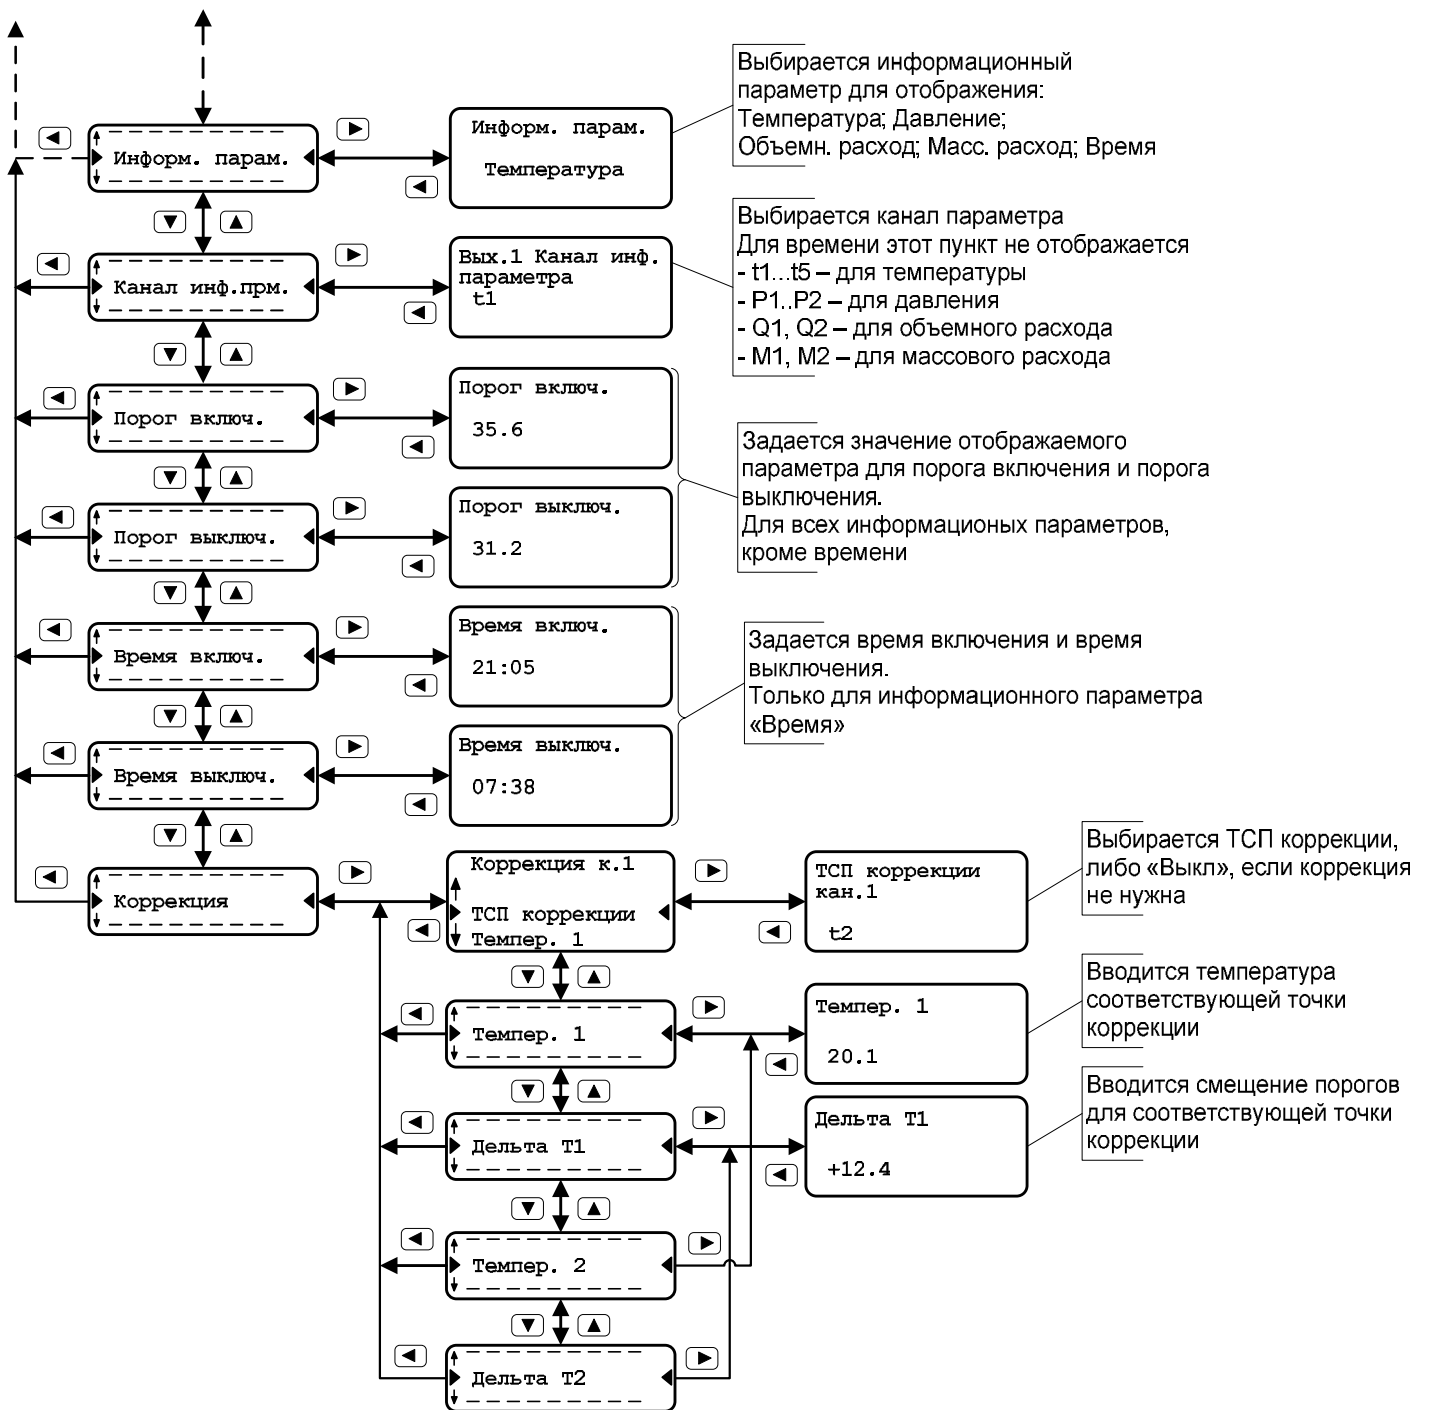 Информ. парам.
Информ. парам.
Температура
Выбирается информационный
параметр для отображения:
Температура; Давление;
Объемн. расход; Масс. расход; Время
Канал инф.прм.
Вых.1 Канал инф.
параметра
t1
Выбирается канал параметра
Для времени этот пункт не отображается
- t1...t5 – для температуры
- P1..P2 – для давления
- Q1, Q2 – для объемного расхода
- M1, M2 – для массового расхода
Порог включ.
Порог включ.
35.6
Порог выключ.
Порог выключ.
31.2
Задается значение отображаемого
параметра для порога включения и порога
выключения.
Для всех информационых параметров,
кроме времени
Время включ.
Время включ.
21:05
Время выключ.
Время выключ.
07:38
Задается время включения и время
выключения.
Только для информационного параметра
«Время»
Коррекция
Коррекция к.1
ТСП коррекции
Темпер. 1
ТСП коррекции
кан.1
t2
Выбирается ТСП коррекции,
либо «Выкл», если коррекция
не нужна
Темпер. 1
Темпер. 1
20.1
Вводится температура
соответствующей точки
коррекции
Дельта Т1
Дельта Т1
+12.4
Вводится смещение порогов
для соответствующей точки
коррекции
Темпер. 2
Дельта Т2